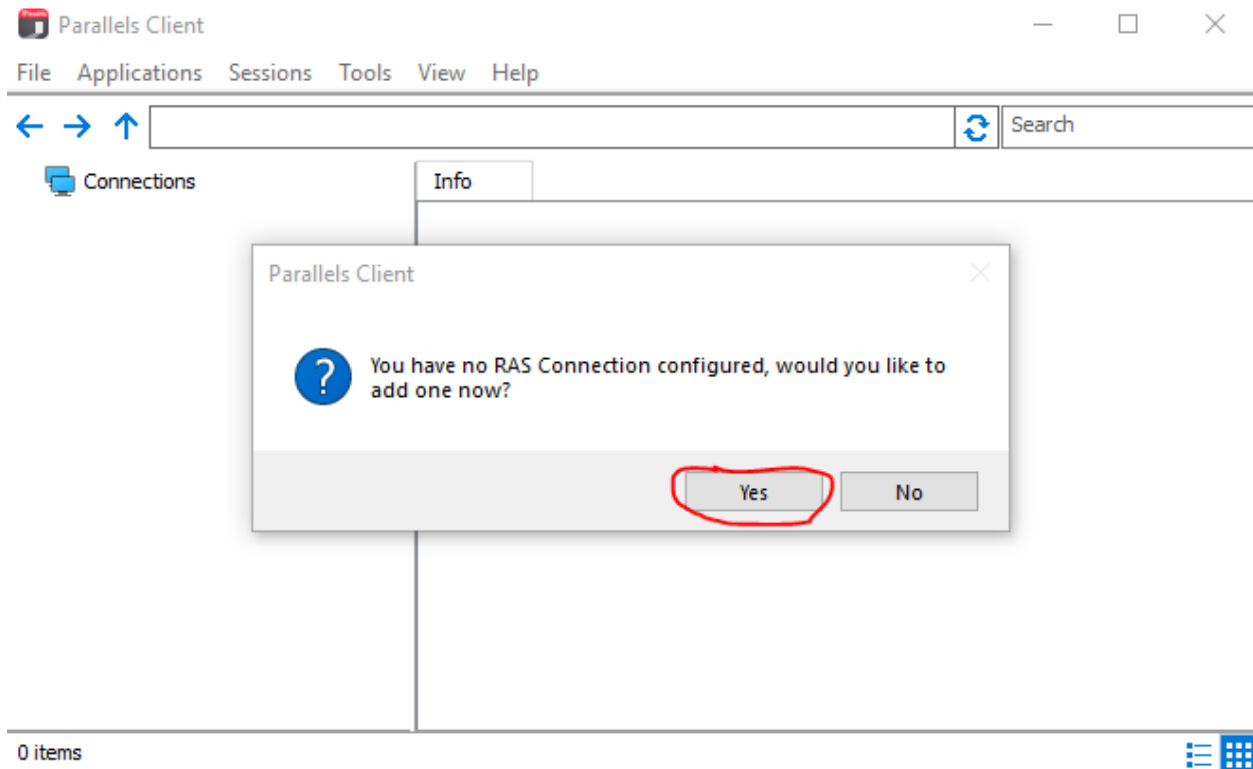 Parallels Client
File Applications Sessions Tools View Help
Search
Connections
Info
Parallels Client
You have no RAS Connection configured, would you like to
add one now?
Yes No
0 items